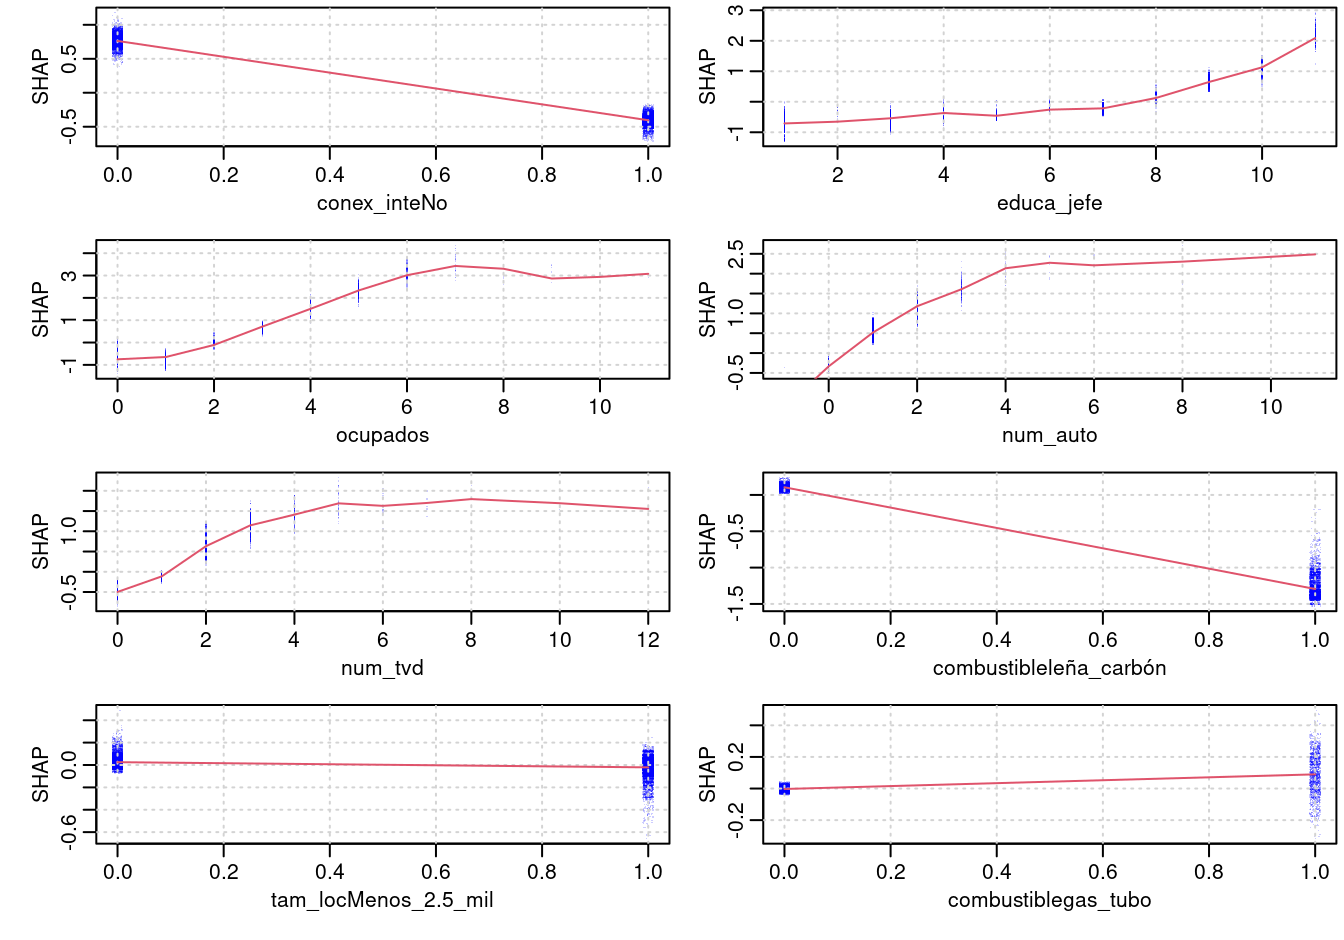 SHAP
0.5
-0.5
0.0 0.2 0.4 0.6 0.8 1.0
conex_inteNo
SHAP
3
2
1
-1
2 4 6 8 10
educa_jefe
SHAP
3
1
-1
0 2 4 6 8 10
ocupados
SHAP
2.5
1.0
-0.5
0 2 4 6 8 10
num_auto
SHAP
1.0
-0.5
0 2 4 6 8 10 12
num_tvd
SHAP
-0.5
-1.5
0.0 0.2 0.4 0.6 0.8 1.0
combustibleleña_carbón
SHAP
0.0
-0.6
0.0 0.2 0.4 0.6 0.8 1.0
tam_locMenos_2.5_mil
SHAP
0.2
-0.2
0.0 0.2 0.4 0.6 0.8 1.0
combustiblegas_tubo